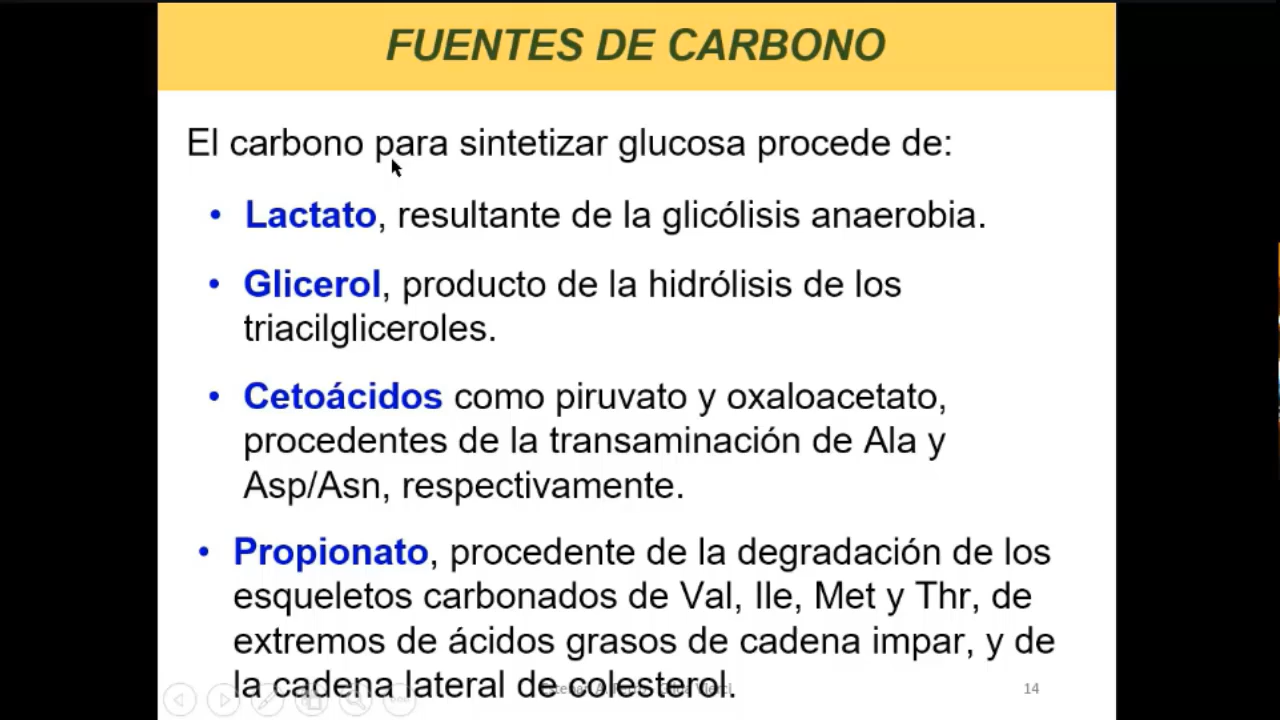 FUENTES DE CARBONO
El carbono para sintetizar glucosa procede de:
• Lactato, resultante de la glicólisis anaerobia.
• Glicerol, producto de la hidrólisis de los
triacilgliceroles.
• Cetoácidos como piruvato y oxaloacetato,
procedentes de la transaminación de Ala y
Asp/Asn, respectivamente.
• Propionato, procedente de la degradación de los
esqueletos carbonados de Val, Ile, Met y Thr, de
extremos de ácidos grasos de cadena impar, y de
la cadena lateral de colesterol.
14